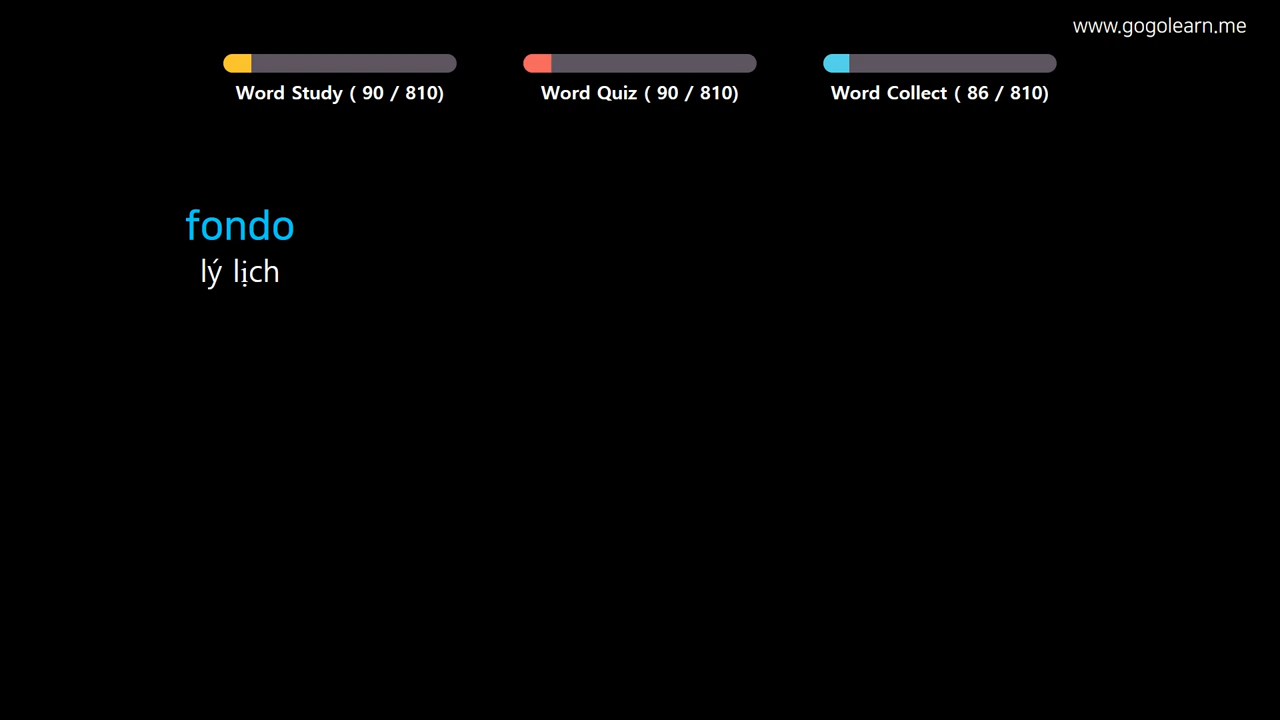 www.gogolearn.me
Word Study ( 90 / 810)
Word Quiz ( 90 / 810)
Word Collect ( 86 / 810)
fondo
lý lịch